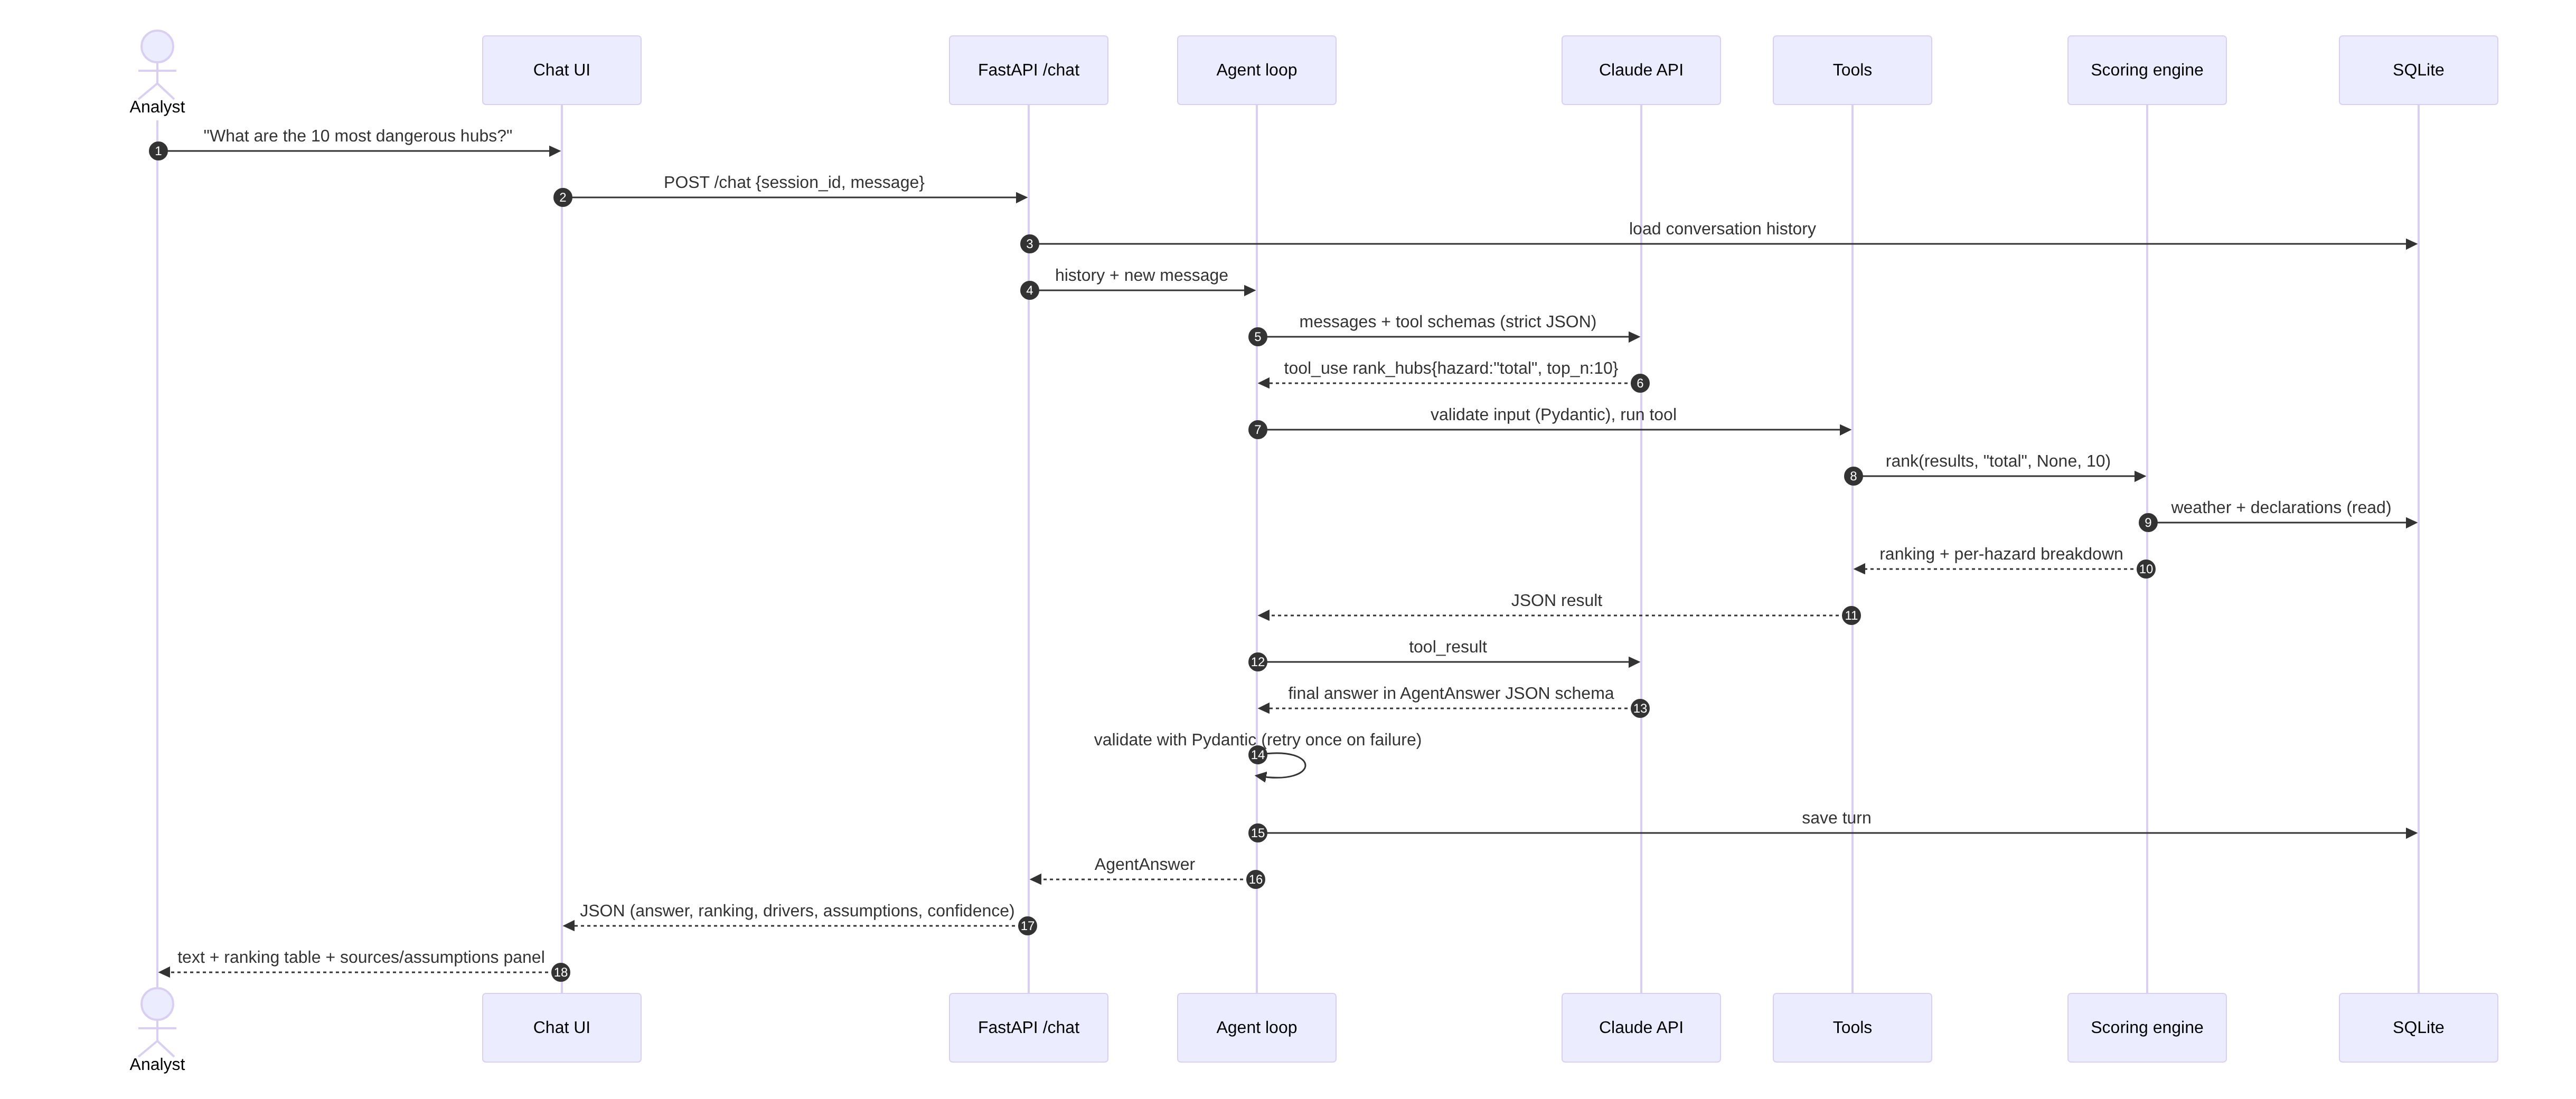 Chat UI
FastAPI /chat
Agent loop
Claude API
Tools
Scoring engine
SQLite
Analyst
"What are the 10 most dangerous hubs?"
1
POST /chat {session_id, message}
2
load conversation history
3
history + new message
4
messages + tool schemas (strict JSON)
5
tool_use rank_hubs{hazard:"total", top_n:10}
6
validate input (Pydantic), run tool
7
rank(results, "total", None, 10)
8
weather + declarations (read)
9
ranking + per-hazard breakdown
10
JSON result
11
tool_result
12
final answer in AgentAnswer JSON schema
13
validate with Pydantic (retry once on failure)
14
save turn
15
AgentAnswer
16
JSON (answer, ranking, drivers, assumptions, confidence)
17
text + ranking table + sources/assumptions panel
18
Chat UI
FastAPI /chat
Agent loop
Claude API
Tools
Scoring engine
SQLite
Analyst